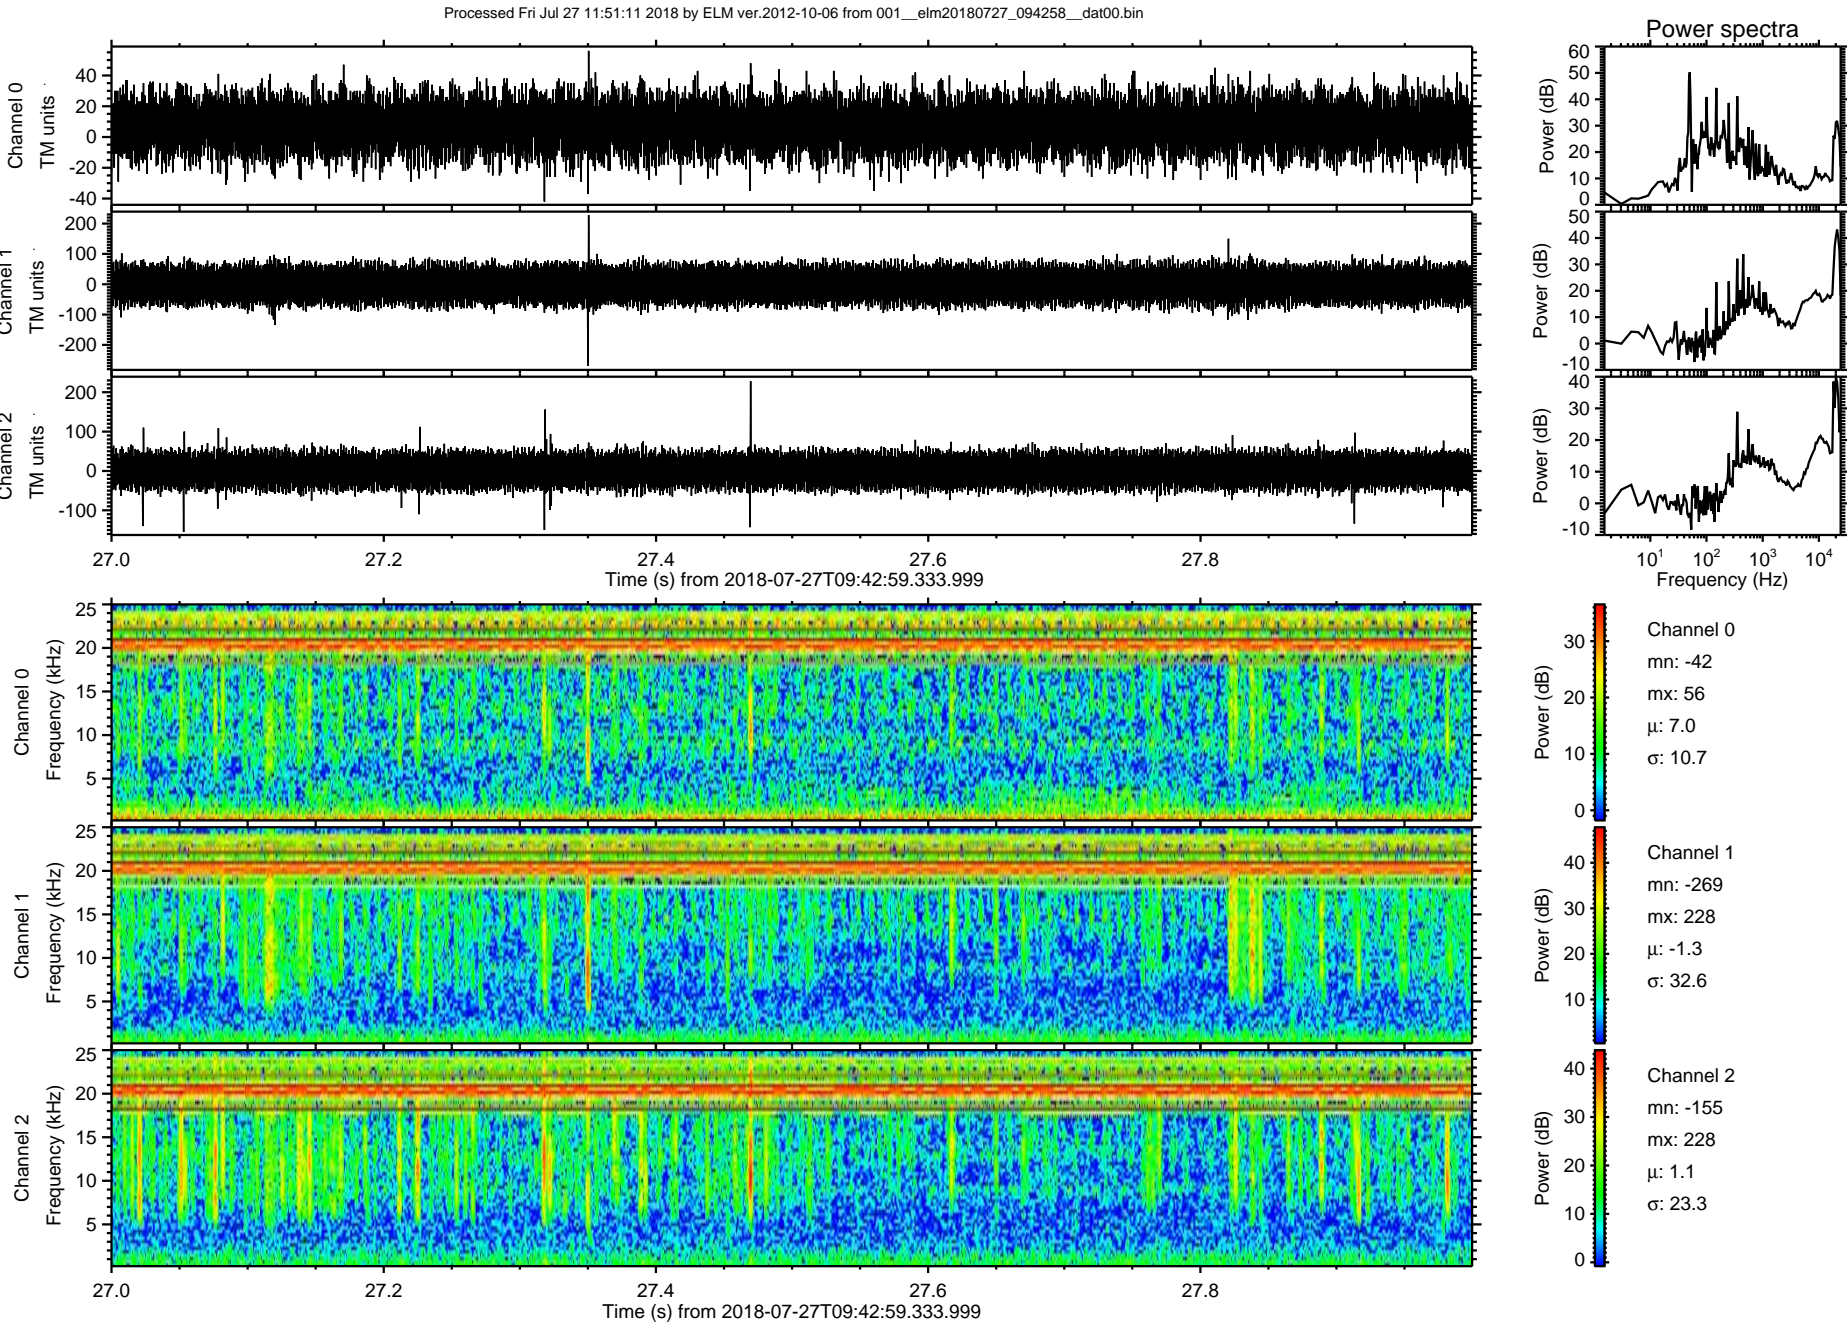 Processed Fri Jul 27 11:51:11 2018 by ELM ver.2012-10-06 from 001__elm20180727_094258__dat00.bin
Power spectra
Channel 0
TM units
40
20
0
-20
-40
Power (dB)
60
50
40
30
20
10
0
Channel 1
TM units
200
100
0
-100
-200
Power (dB)
50
40
30
20
10
0
-10
Channel 2
TM units
200
100
0
-100
Power (dB)
40
30
20
10
0
-10
27.0 27.2 27.4 27.6 27.8
Time (s) from 2018-07-27T09:42:59.333.999
10^1 10^2 10^3 10^4
Frequency (Hz)
Channel 0
Frequency (kHz)
25
20
15
10
5
Power (dB)
30
20
10
0
Channel 0
mn: -42
mx: 56
μ: 7.0
σ: 10.7
Channel 1
Frequency (kHz)
25
20
15
10
5
Power (dB)
40
30
20
10
Channel 1
mn: -269
mx: 228
μ: -1.3
σ: 32.6
Channel 2
Frequency (kHz)
25
20
15
10
5
Power (dB)
40
30
20
10
0
Channel 2
mn: -155
mx: 228
μ: 1.1
σ: 23.3
27.0 27.2 27.4 27.6 27.8
Time (s) from 2018-07-27T09:42:59.333.999